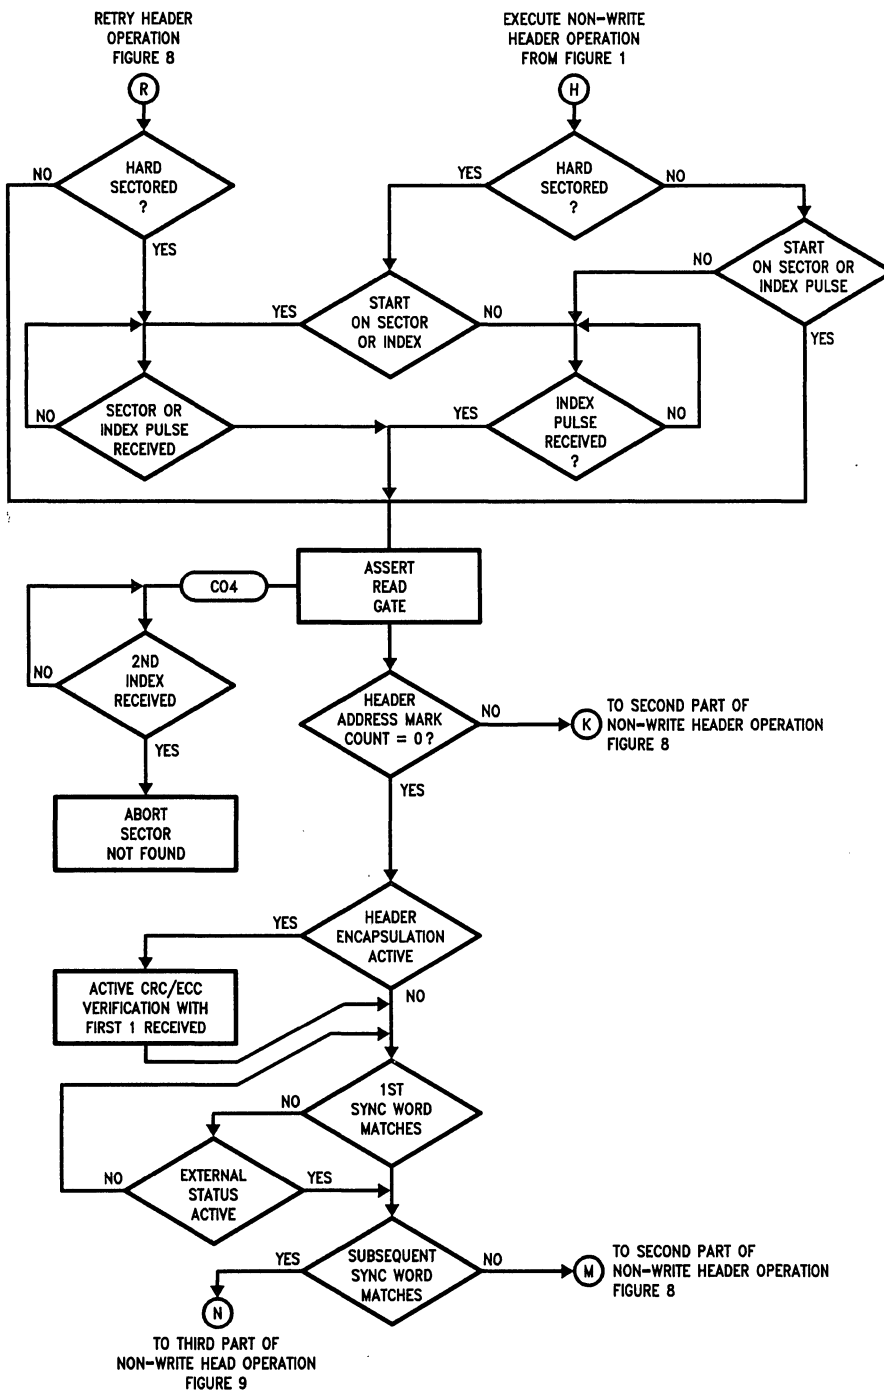 RETRY HEADER
OPERATION
FIGURE 8
R
EXECUTE NON-WRITE
HEADER OPERATION
FROM FIGURE 1
H
HARD
SECTORED
?
NO
YES
HARD
SECTORED
?
YES
NO
START
ON SECTOR OR
INDEX PULSE
NO
YES
START
ON SECTOR
OR INDEX
YES
NO
SECTOR OR
INDEX PULSE
RECEIVED
NO
INDEX
PULSE
RECEIVED
?
YES
NO
ASSERT
READ
GATE
CO4
2ND
INDEX
RECEIVED
NO
YES
ABORT
SECTOR
NOT FOUND
HEADER
ADDRESS MARK
COUNT = 0?
NO
YES
K
TO SECOND PART OF
NON-WRITE HEADER OPERATION
FIGURE 8
HEADER
ENCAPSULATION
ACTIVE
YES
NO
ACTIVE CRC/ECC
VERIFICATION WITH
FIRST 1 RECEIVED
1ST
SYNC WORD
MATCHES
NO
EXTERNAL
STATUS
ACTIVE
NO
YES
SUBSEQUENT
SYNC WORD
MATCHES
YES
NO
M
TO SECOND PART OF
NON-WRITE HEADER OPERATION
FIGURE 8
N
TO THIRD PART OF
NON-WRITE HEAD OPERATION
FIGURE 9